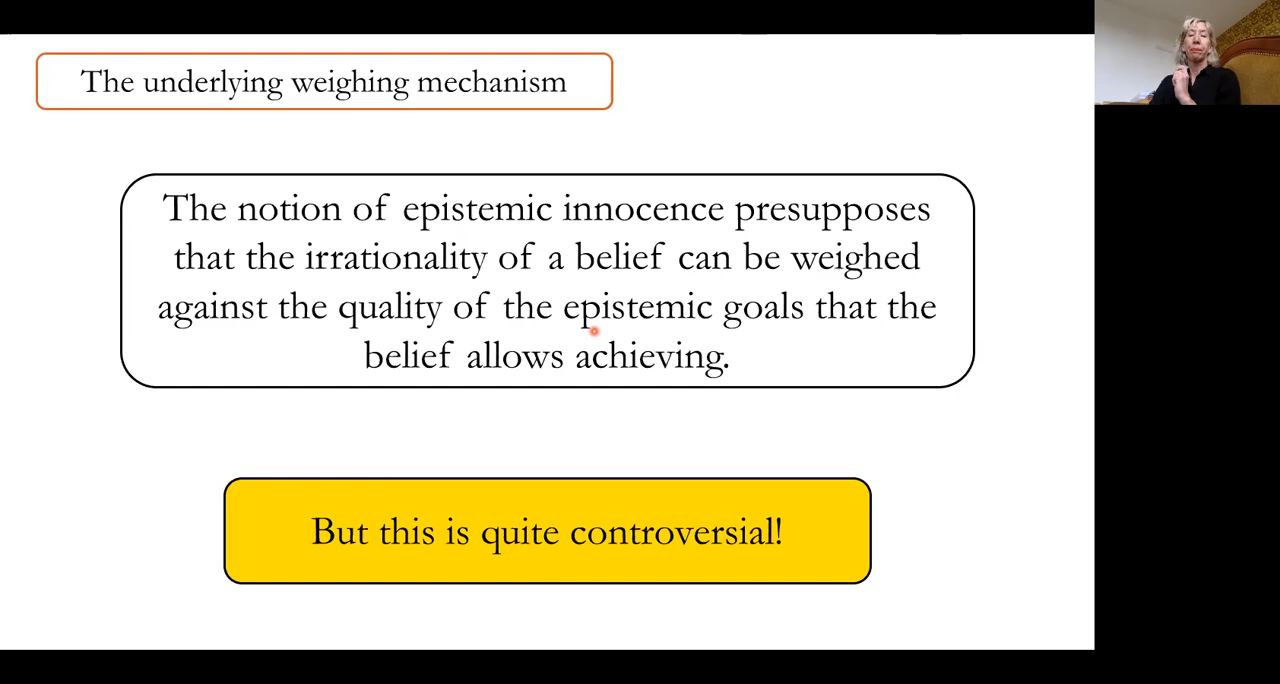 The underlying weighing mechanism
The notion of epistemic innocence presupposes
that the irrationality of a belief can be weighed
against the quality of the epistemic goals that the
belief allows achieving.
But this is quite controversial!